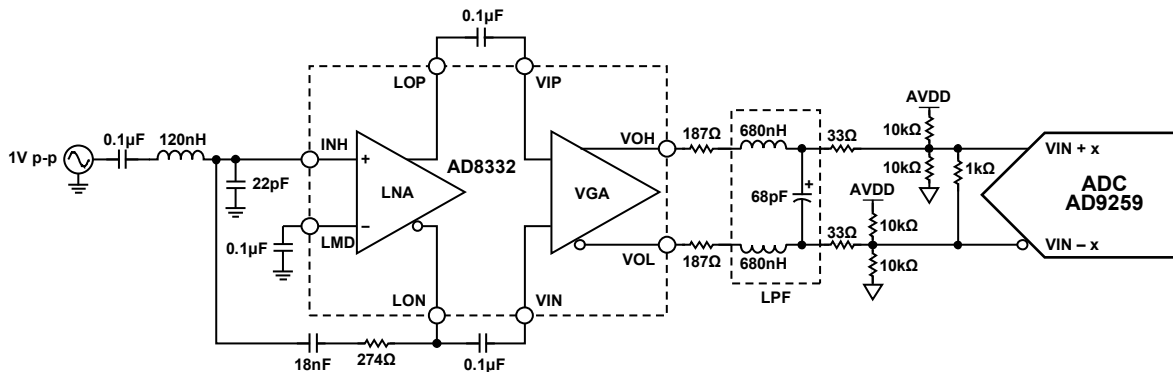 0.1µF
LOP
VIP
1V p-p
0.1µF
120nH
22pF
INH
+
LNA
–
LMD
0.1µF
AD8332
LON
VIN
18nF
274Ω
0.1µF
VGA
VOH
VOL
187Ω
187Ω
680nH
680nH
68pF
+
LPF
33Ω
33Ω
AVDD
10kΩ
10kΩ
AVDD
10kΩ
10kΩ
1kΩ
VIN + x
ADC
AD9259
VIN – x